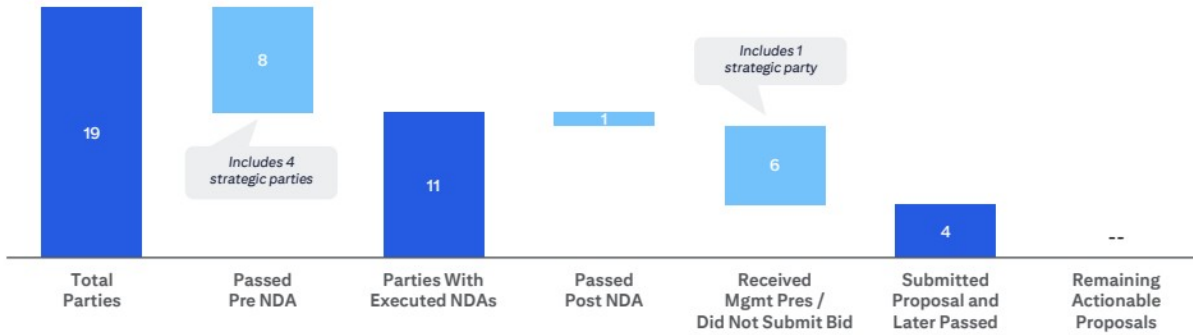 19
8
Includes 4
strategic parties
11
1
Includes 1
strategic party
6
4
--
Total
Parties
Passed
Pre NDA
Parties With
Executed NDAs
Passed
Post NDA
Received
Mgmt Pres /
Did Not Submit Bid
Submitted
Proposal and
Later Passed
Remaining
Actionable
Proposals